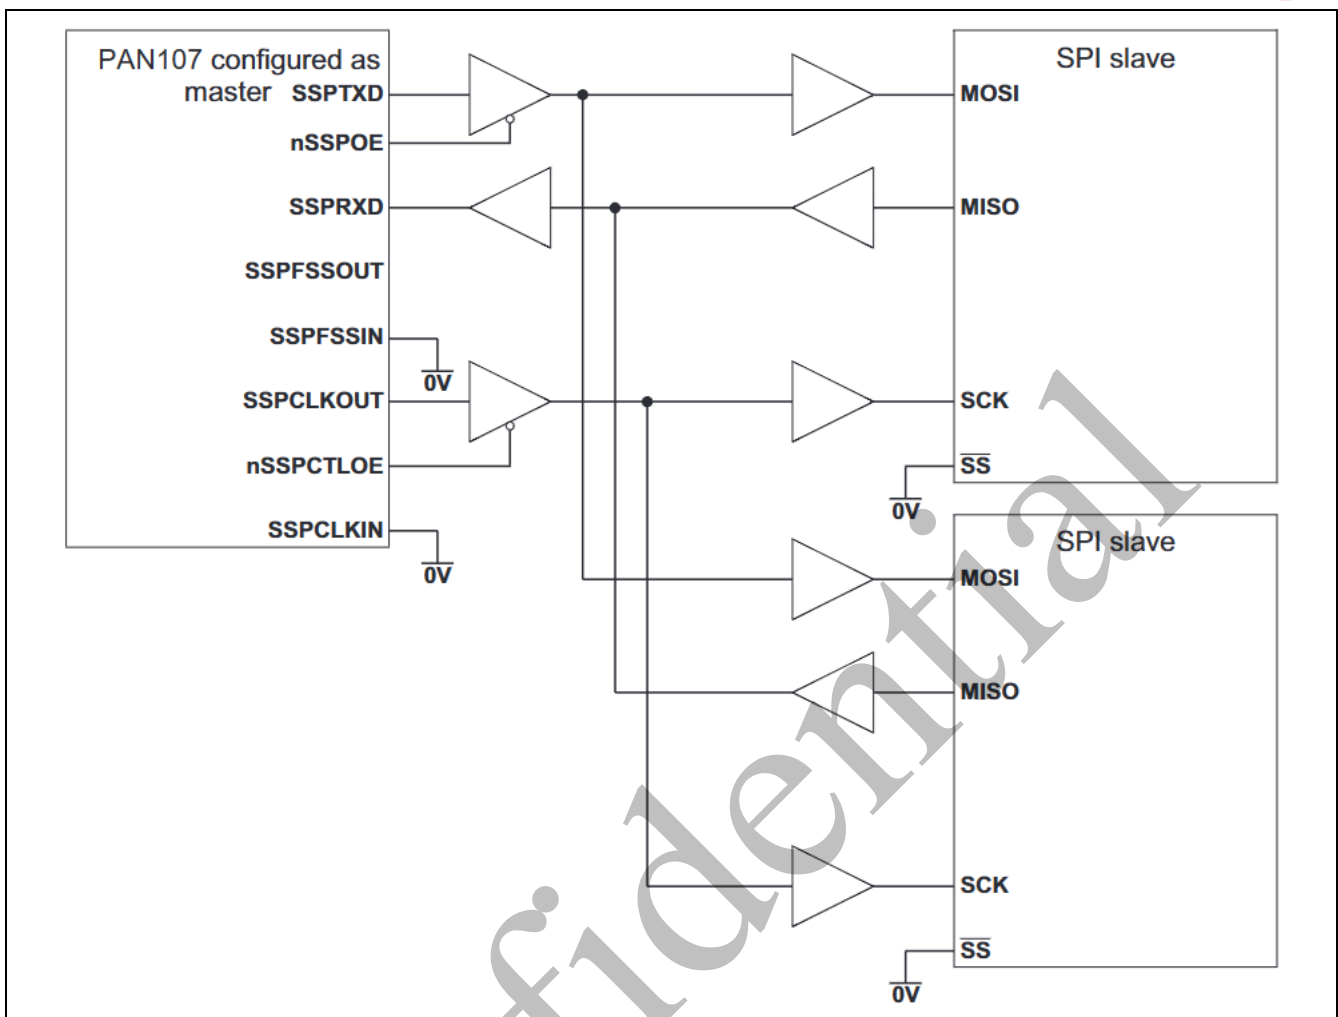 PAN107 configured as
master SSPTXD
nSSPOE
SSPRXD
SSPFSSOUT
SSPFSSIN
0V
SSPCLKOUT
nSSPCTLOE
SSPCLKIN
0V
SPI slave
MOSI
MISO
SCK
SS
0V
SPI slave
MOSI
MISO
SCK
SS
0V
fidential